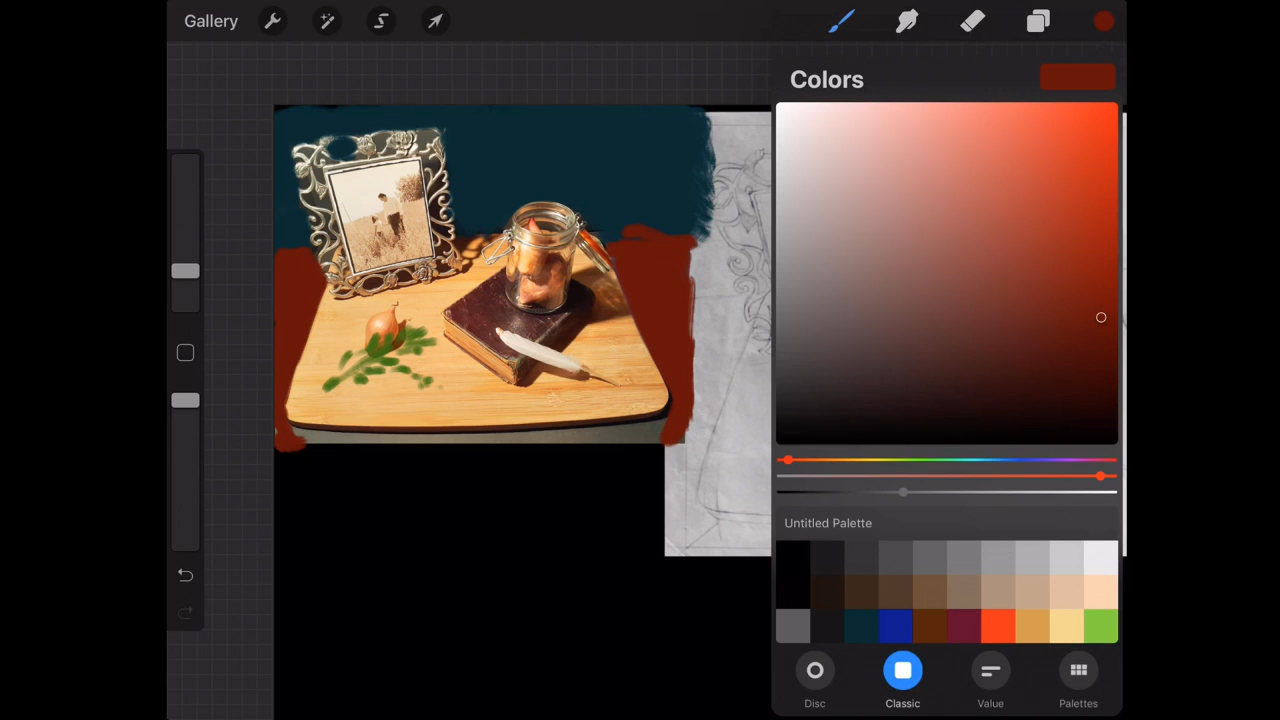 Gallery
Colors
Untitled Palette
Disc
Classic
Value
Palettes